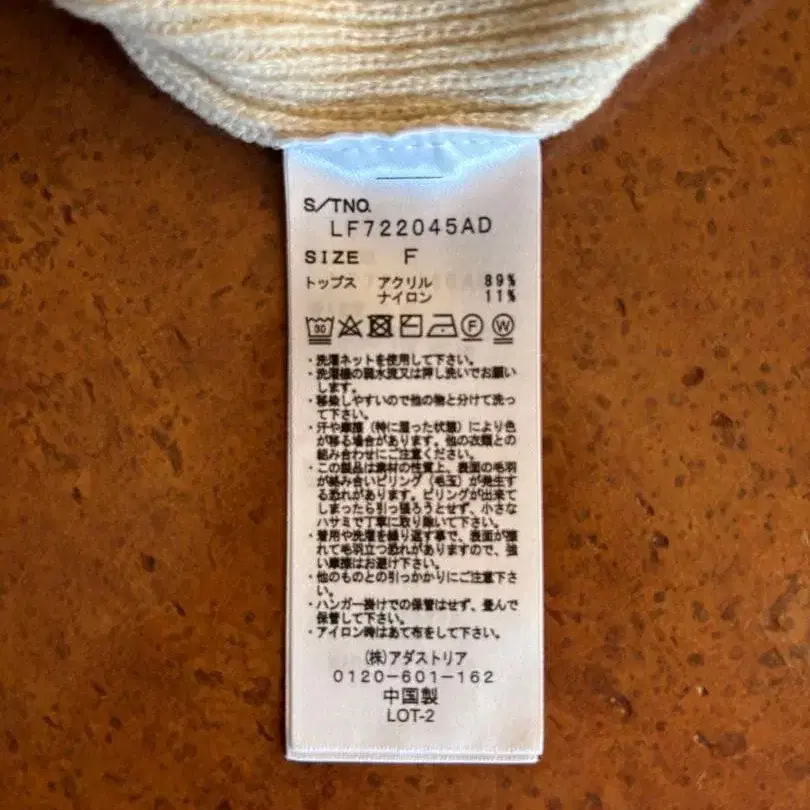 S/TNO.
LF722045AD
SIZE F
トップス アクリル 89%
ナイロン 11%
30 F W
・洗濯ネットを使用して下さい。
・洗濯機の弱水流又は押し洗いでお願い
します。
・移染しやすいので他の物と分けて洗っ
て下さい。
・汗や摩擦（特に湿った状態）により色
が移る場合があります。他の衣類との
組み合わせにご注意ください。
・この製品は素材の性質上、表面の毛羽
が絡み合いピリング（毛玉）が発生す
る恐れがあります。ピリングが出来て
しまったら引っ張ろうとせず、小さな
ハサミで丁寧に取り除いて下さい。
・着用や洗濯を繰り返す事で、表面が擦
れて毛羽立つ恐れがありますので、強
い摩擦はお避け下さい。
・他のものとの引っかかりにご注意下さ
い。
・ハンガー掛けでの保管はせず、畳んで
保管して下さい。
・アイロン時はあて布をして下さい。
(株)アダストリア
0120-601-162
中国製
LOT-2